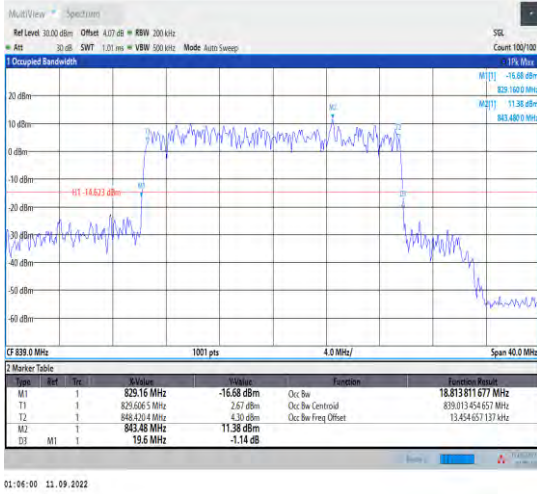 MultiView Spectrum
Ref Level 30.00 dBm Offset 4.07 dB RBW 200 kHz SGL
Att 30 dB SWT 1.01 ms VBW 500 kHz Mode Auto Sweep Count 100/100
1 Occupied Bandwidth 1Pk Max
M1[1] -16.68 dBm
829.160 0 MHz
M2[1] 11.38 dBm
843.480 0 MHz
20 dBm
10 dBm
0 dBm
-10 dBm
-20 dBm
-30 dBm
-40 dBm
-50 dBm
-60 dBm
M2
T2
M1
H1 -14.623 dBm
D3
CF 839.0 MHz 1001 pts 4.0 MHz/ Span 40.0 MHz
2 Marker Table
Type Ref Trc X-Value Y-Value Function Function Result
M1 1 829.16 MHz -16.68 dBm Occ Bw 18.813 811 677 MHz
T1 1 829.606 5 MHz 2.67 dBm Occ Bw Centroid 839.013 454 657 MHz
T2 1 848.420 4 MHz 4.30 dBm Occ Bw Freq Offset 13.454 657 137 kHz
M2 1 843.48 MHz 11.38 dBm
D3 M1 1 19.6 MHz -1.14 dB
01:06:00 11.09.2022